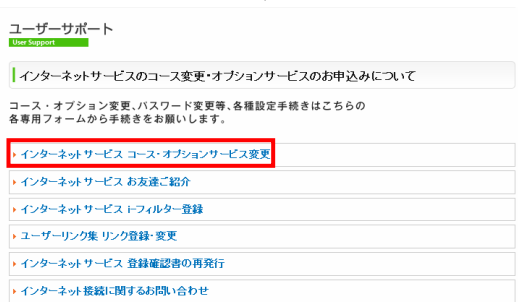 ユーザーサポート
User Support
インターネットサービスのコース変更・オプションサービスのお申込みについて
コース・オプション変更、パスワード変更等、各種設定手続きはこちらの
各専用フォームから手続きをお願いします。
インターネットサービス コース・オプションサービス変更
インターネットサービス お友達ご紹介
インターネットサービス i-フィルター登録
ユーザーリンク集 リンク登録・変更
インターネットサービス 登録確認書の再発行
インターネット接続に関するお問い合わせ